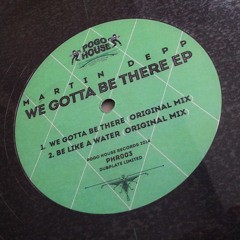 POGO
HOUSE
MARTIN DEPP
WE GOTTA BE THERE EP
1. WE GOTTA BE THERE ORIGINAL MIX
2. BE LIKE A WATER ORIGINAL MIX
POGO HOUSE RECORDS 2014
PHR003
DUBPLATE LIMITED